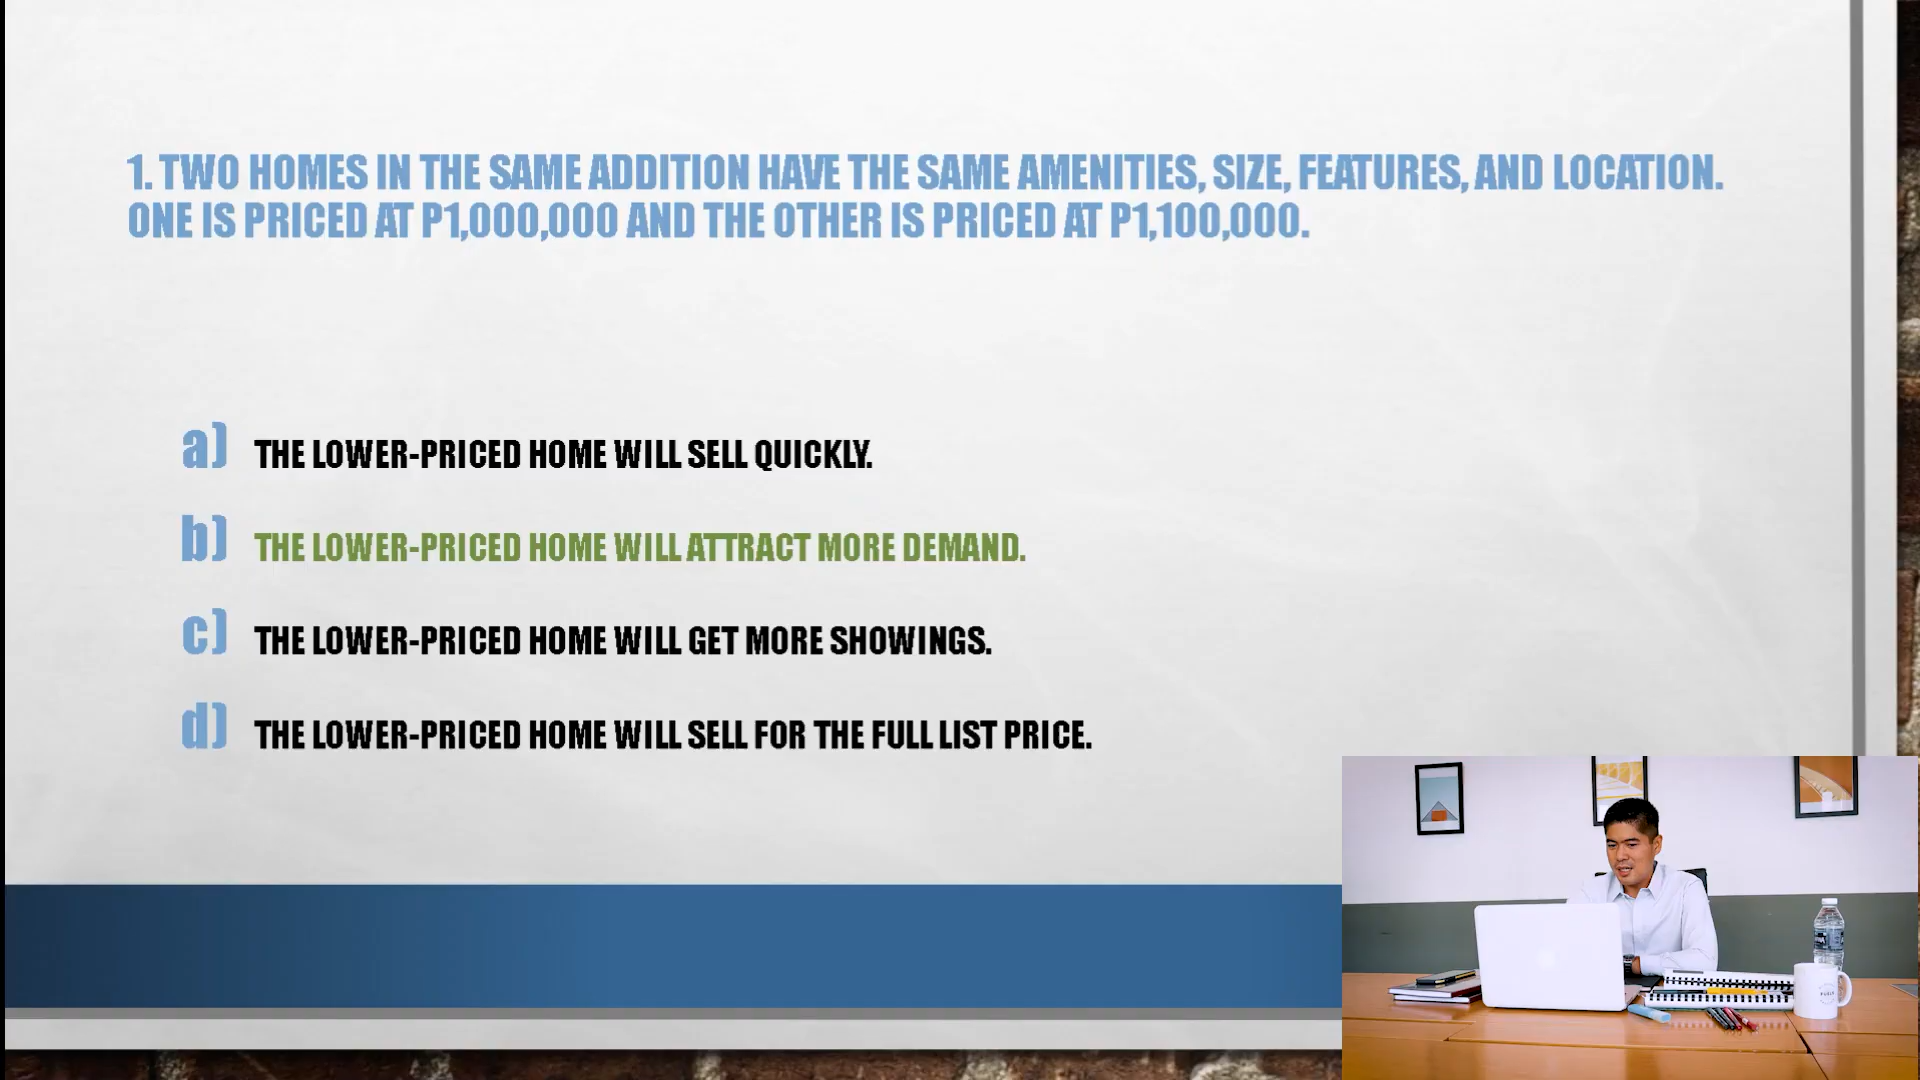 1. TWO HOMES IN THE SAME ADDITION HAVE THE SAME AMENITIES, SIZE, FEATURES, AND LOCATION.
ONE IS PRICED AT P1,000,000 AND THE OTHER IS PRICED AT P1,100,000.
a) THE LOWER-PRICED HOME WILL SELL QUICKLY.
b) THE LOWER-PRICED HOME WILL ATTRACT MORE DEMAND.
c) THE LOWER-PRICED HOME WILL GET MORE SHOWINGS.
d) THE LOWER-PRICED HOME WILL SELL FOR THE FULL LIST PRICE.